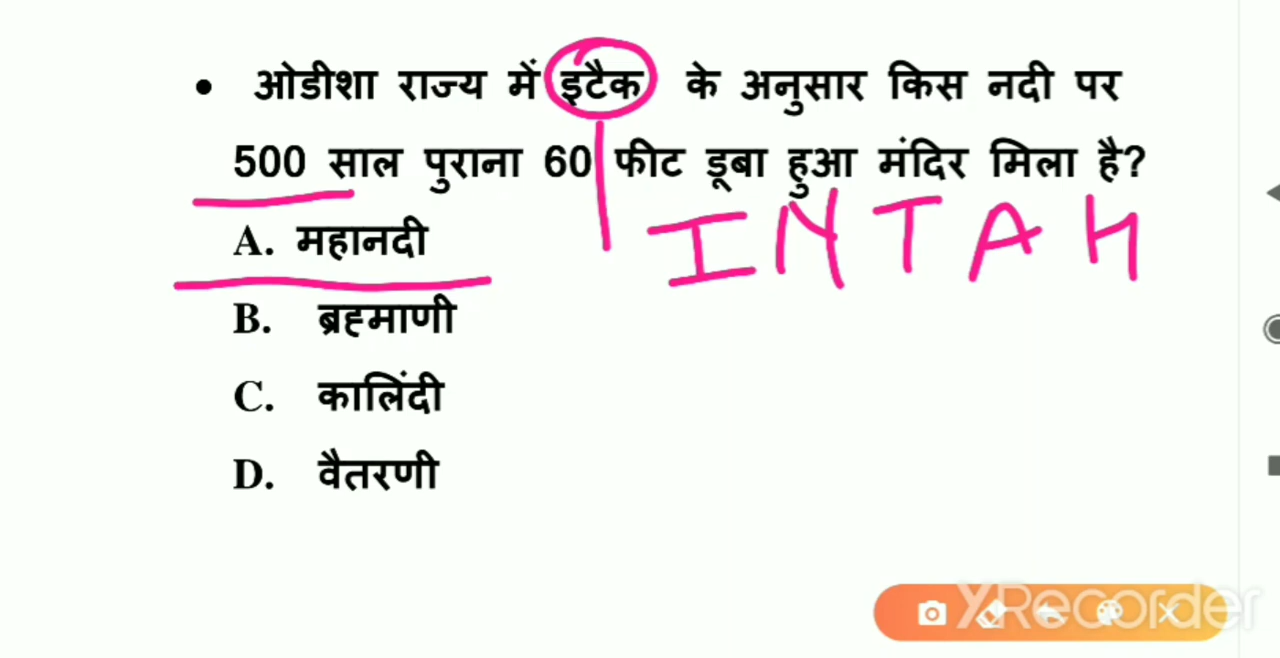 • ओडीशा राज्य में इटैक के अनुसार किस नदी पर
500 साल पुराना 60 फीट डूबा हुआ मंदिर मिला है?
INTAH
A. महानदी
B. ब्रह्माणी
C. कालिंदी
D. वैतरणी
XRecorder